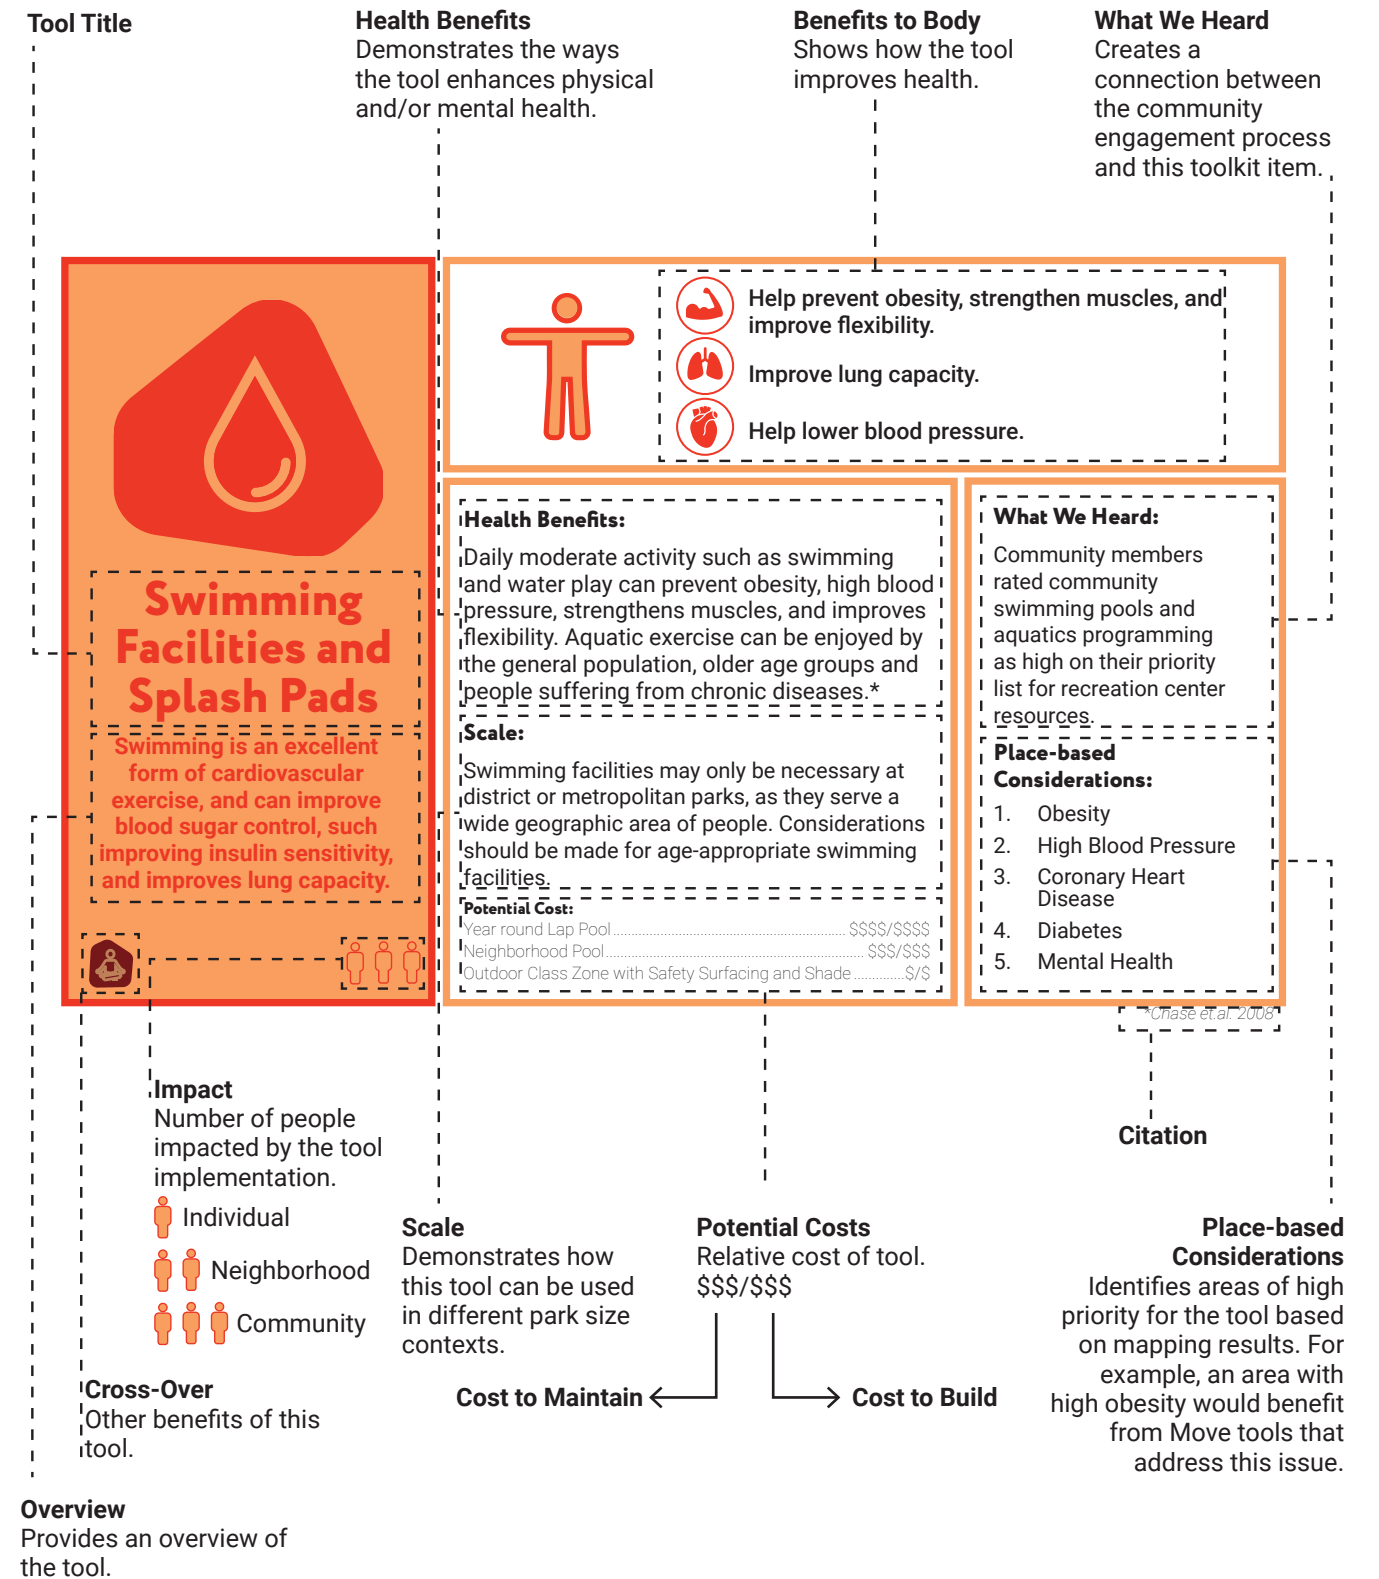 Tool Title
Health Benefits
Demonstrates the ways
the tool enhances physical
and/or mental health.
Benefits to Body
Shows how the tool
improves health.
What We Heard
Creates a
connection between
the community
engagement process
and this toolkit item.
Swimming
Facilities and
Splash Pads
Swimming is an excellent
form of cardiovascular
exercise, and can improve
blood sugar control, such
improving insulin sensitivity,
and improves lung capacity.
Help prevent obesity, strengthen muscles, and
improve flexibility.
Improve lung capacity.
Help lower blood pressure.
Health Benefits:
Daily moderate activity such as swimming
and water play can prevent obesity, high blood
pressure, strengthens muscles, and improves
flexibility. Aquatic exercise can be enjoyed by
the general population, older age groups and
people suffering from chronic diseases.*
Scale:
Swimming facilities may only be necessary at
district or metropolitan parks, as they serve a
wide geographic area of people. Considerations
should be made for age-appropriate swimming
facilities.
Potential Cost:
Year round Lap Pool ........ $$$$/$$$$
Neighborhood Pool ........ $$$/$$$
Outdoor Class Zone with Safety Surfacing and Shade ........ $/$
What We Heard:
Community members
rated community
swimming pools and
aquatics programming
as high on their priority
list for recreation center
resources.
Place-based
Considerations:
1. Obesity
2. High Blood Pressure
3. Coronary Heart
Disease
4. Diabetes
5. Mental Health
*Chase et.al. 2008
Impact
Number of people
impacted by the tool
implementation.
Individual
Neighborhood
Community
Cross-Over
Other benefits of this
tool.
Overview
Provides an overview of
the tool.
Scale
Demonstrates how
this tool can be used
in different park size
contexts.
Potential Costs
Relative cost of tool.
$$$/$$$
Cost to Maintain
Cost to Build
Citation
Place-based
Considerations
Identifies areas of high
priority for the tool based
on mapping results. For
example, an area with
high obesity would benefit
from Move tools that
address this issue.